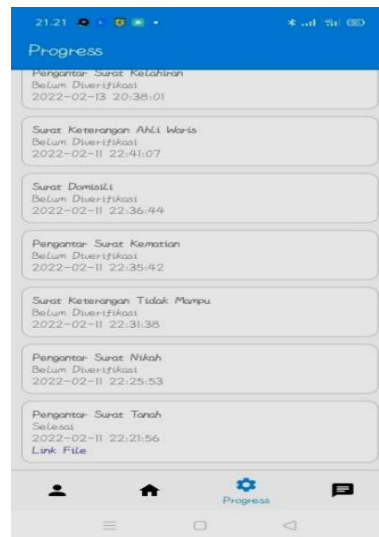 21.21
Progress
Pengantar Surat Kelahiran
Belum Diverifikasi
2022-02-13 20:38:01
Surat Keterangan Ahli Waris
Belum Diverifikasi
2022-02-11 22:41:07
Surat Domisili
Belum Diverifikasi
2022-02-11 22:36:44
Pengantar Surat Kematian
Belum Diverifikasi
2022-02-11 22:35:42
Surat Keterangan Tidak Mampu
Belum Diverifikasi
2022-02-11 22:31:38
Pengantar Surat Nikah
Belum Diverifikasi
2022-02-11 22:25:53
Pengantar Surat Tanah
Selesai
2022-02-11 22:21:56
Link File
Progress